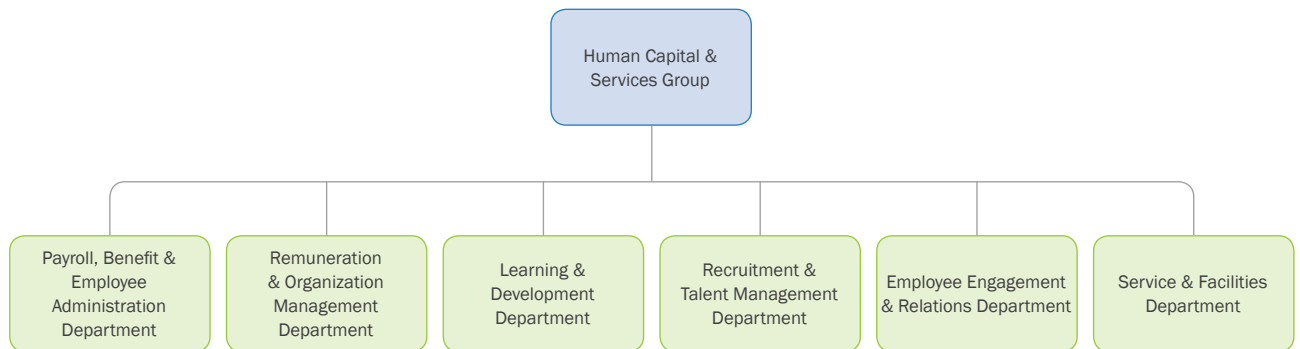 Human Capital &
Services Group
Payroll, Benefit &
Employee
Administration
Department
Remuneration
& Organization
Management
Department
Learning &
Development
Department
Recruitment &
Talent Management
Department
Employee Engagement
& Relations Department
Service & Facilities
Department